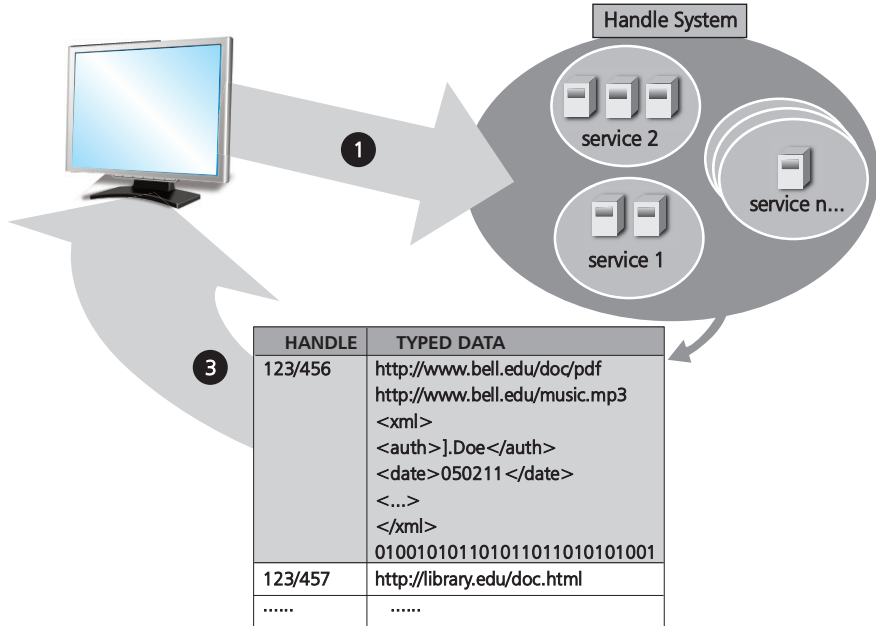 Handle System
1
service 2
service n...
service 1
3
HANDLE TYPED DATA
123/456 http://www.bell.edu/doc/pdf
http://www.bell.edu/music.mp3
<xml>
<auth>].Doe</auth>
<date>050211</date>
<...>
</xml>
010010101101011011010101001
123/457 http://library.edu/doc.html
...... ......